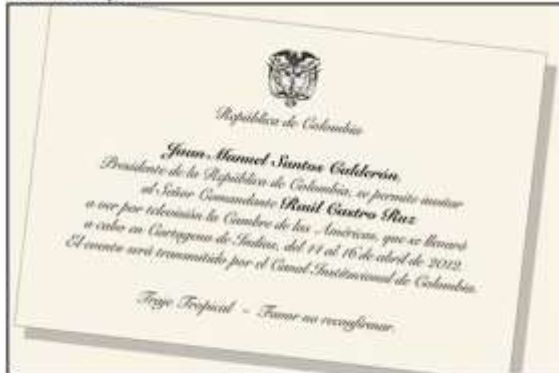 República de Colombia
Juan Manuel Santos Calderón,
Presidente de la República de Colombia, se permite invitar
al Señor Comandante Raúl Castro Ruz
a ver por televisión la Cumbre de las Américas, que se llevará
a cabo en Cartagena de Indias, del 14 al 16 de abril de 2012.
El evento será transmitido por el Canal Institucional de Colombia.
Traje Tropical - Favor no reconfirmar.